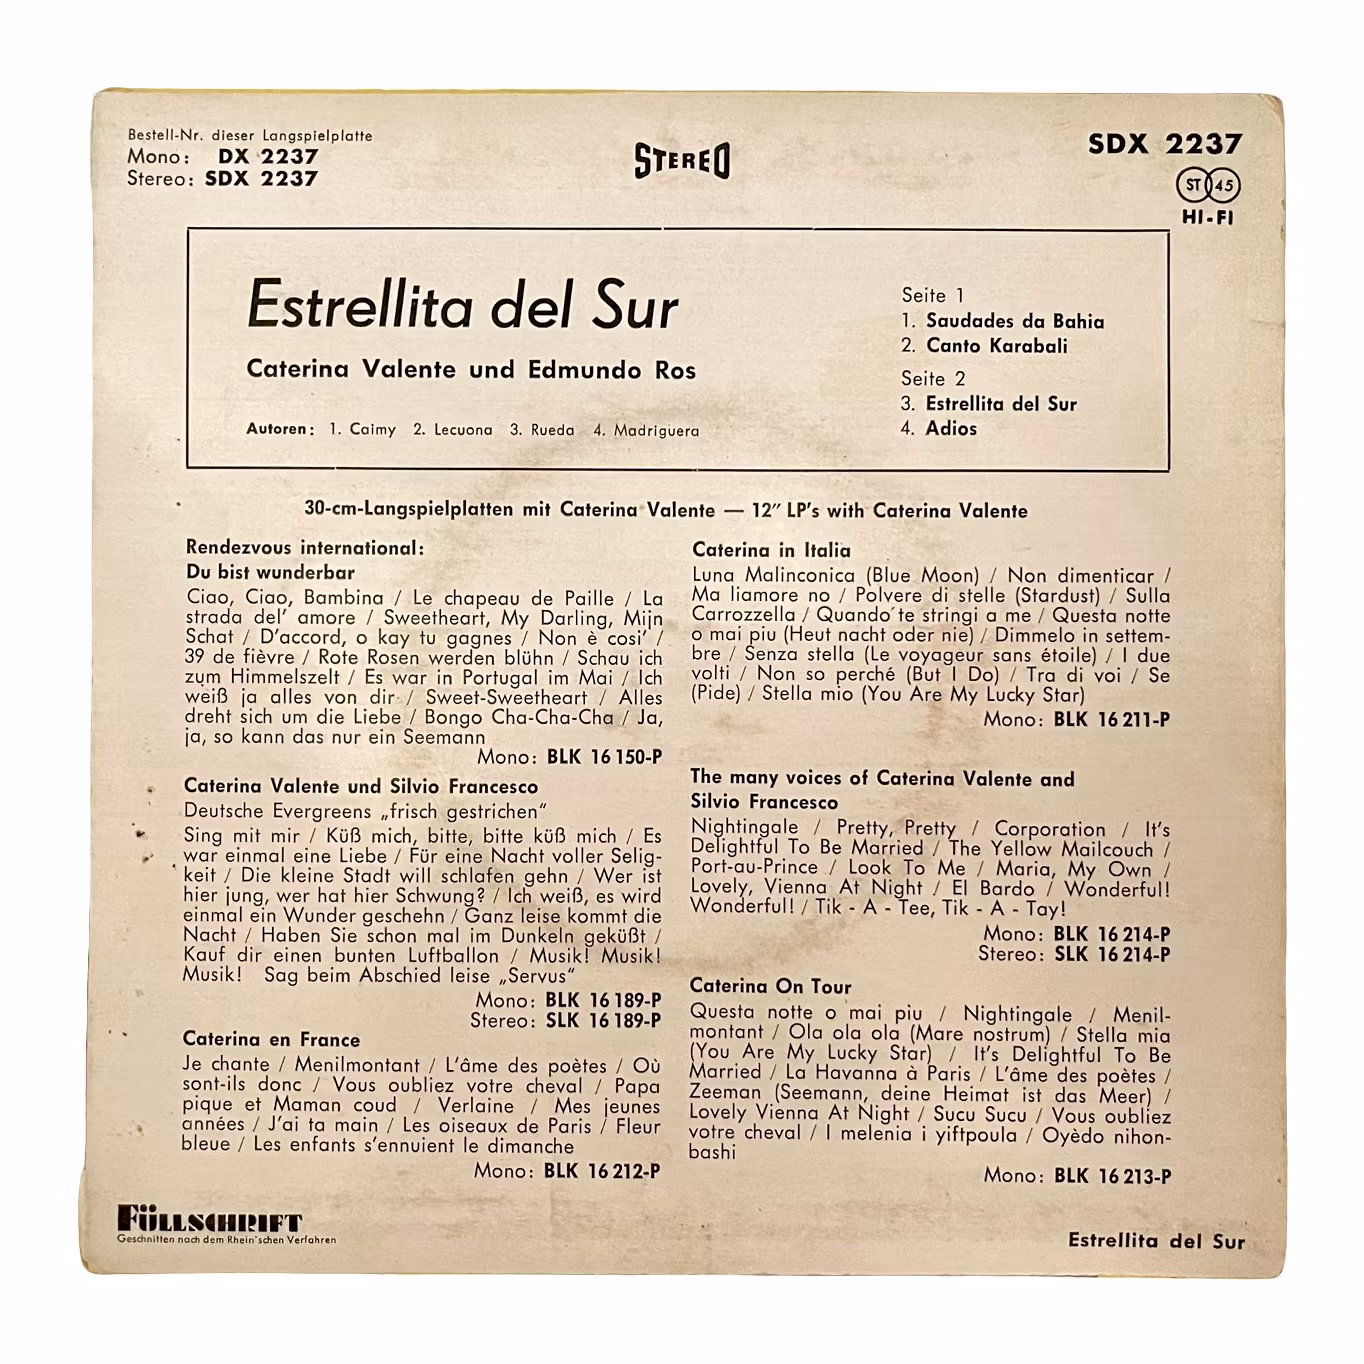 Bestell-Nr. dieser Langspielplatte
Mono: DX 2237
Stereo: SDX 2237
STEREO
SDX 2237
ST 45
HI-FI
Estrellita del Sur
Caterina Valente und Edmundo Ros
Autoren: 1. Caimy 2. Lecuona 3. Rueda 4. Madriguera
Seite 1
1. Saudades da Bahia
2. Canto Karabali
Seite 2
3. Estrellita del Sur
4. Adios
30-cm-Langspielplatten mit Caterina Valente — 12″ LP's with Caterina Valente
Rendezvous international:
Du bist wunderbar
Ciao, Ciao, Bambina / Le chapeau de Paille / La
strada del' amore / Sweetheart, My Darling, Mijn
Schat / D'accord, o kay tu gagnes / Non è cosi' /
39 de fièvre / Rote Rosen werden blühn / Schau ich
zum Himmelszelt / Es war in Portugal im Mai / Ich
weiß ja alles von dir / Sweet-Sweetheart / Alles
dreht sich um die Liebe / Bongo Cha-Cha-Cha / Ja,
ja, so kann das nur ein Seemann
Mono: BLK 16 150-P
Caterina Valente und Silvio Francesco
Deutsche Evergreens „frisch gestrichen“
Sing mit mir / Küß mich, bitte, bitte küß mich / Es
war einmal eine Liebe / Für eine Nacht voller Selig-
keit / Die kleine Stadt will schlafen gehn / Wer ist
hier jung, wer hat hier Schwung? / Ich weiß, es wird
einmal ein Wunder geschehn / Ganz leise kommt die
Nacht / Haben Sie schon mal im Dunkeln geküßt /
Kauf dir einen bunten Luftballon / Musik! Musik!
Musik! Sag beim Abschied leise „Servus“
Mono: BLK 16 189-P
Stereo: SLK 16 189-P
Caterina en France
Je chante / Menilmontant / L'âme des poètes / Où
sont-ils donc / Vous oubliez votre cheval / Papa
pique et Maman coud / Verlaine / Mes jeunes
années / J'ai ta main / Les oiseaux de Paris / Fleur
bleue / Les enfants s'ennuient le dimanche
Mono: BLK 16 212-P
Caterina in Italia
Luna Malinconica (Blue Moon) / Non dimenticar /
Ma liamore no / Polvere di stelle (Stardust) / Sulla
Carrozzella / Quando te stringi a me / Questa notte
o mai piu (Heut nacht oder nie) / Dimmelo in settem-
bre / Senza stella (Le voyageur sans étoile) / I due
volti / Non so perché (But I Do) / Tra di voi / Se
(Pide) / Stella mio (You Are My Lucky Star)
Mono: BLK 16 211-P
The many voices of Caterina Valente and
Silvio Francesco
Nightingale / Pretty, Pretty / Corporation / It's
Delightful To Be Married / The Yellow Mailcouch /
Port-au-Prince / Look To Me / Maria, My Own /
Lovely, Vienna At Night / El Bardo / Wonderful!
Wonderful! / Tik - A - Tee, Tik - A - Tay!
Mono: BLK 16 214-P
Stereo: SLK 16 214-P
Caterina On Tour
Questa notte o mai piu / Nightingale / Menil-
montant / Ola ola ola (Mare nostrum) / Stella mia
(You Are My Lucky Star) / It's Delightful To Be
Married / La Havanna à Paris / L'âme des poètes /
Zeeman (Seemann, deine Heimat ist das Meer) /
Lovely Vienna At Night / Sucu Sucu / Vous oubliez
votre cheval / I melenia i yiftpoula / Oyèdo nihon-
bashi
Mono: BLK 16 213-P
FÜLLSCHRIFT
Geschnitten nach dem Rhein'schen Verfahren
Estrellita del Sur